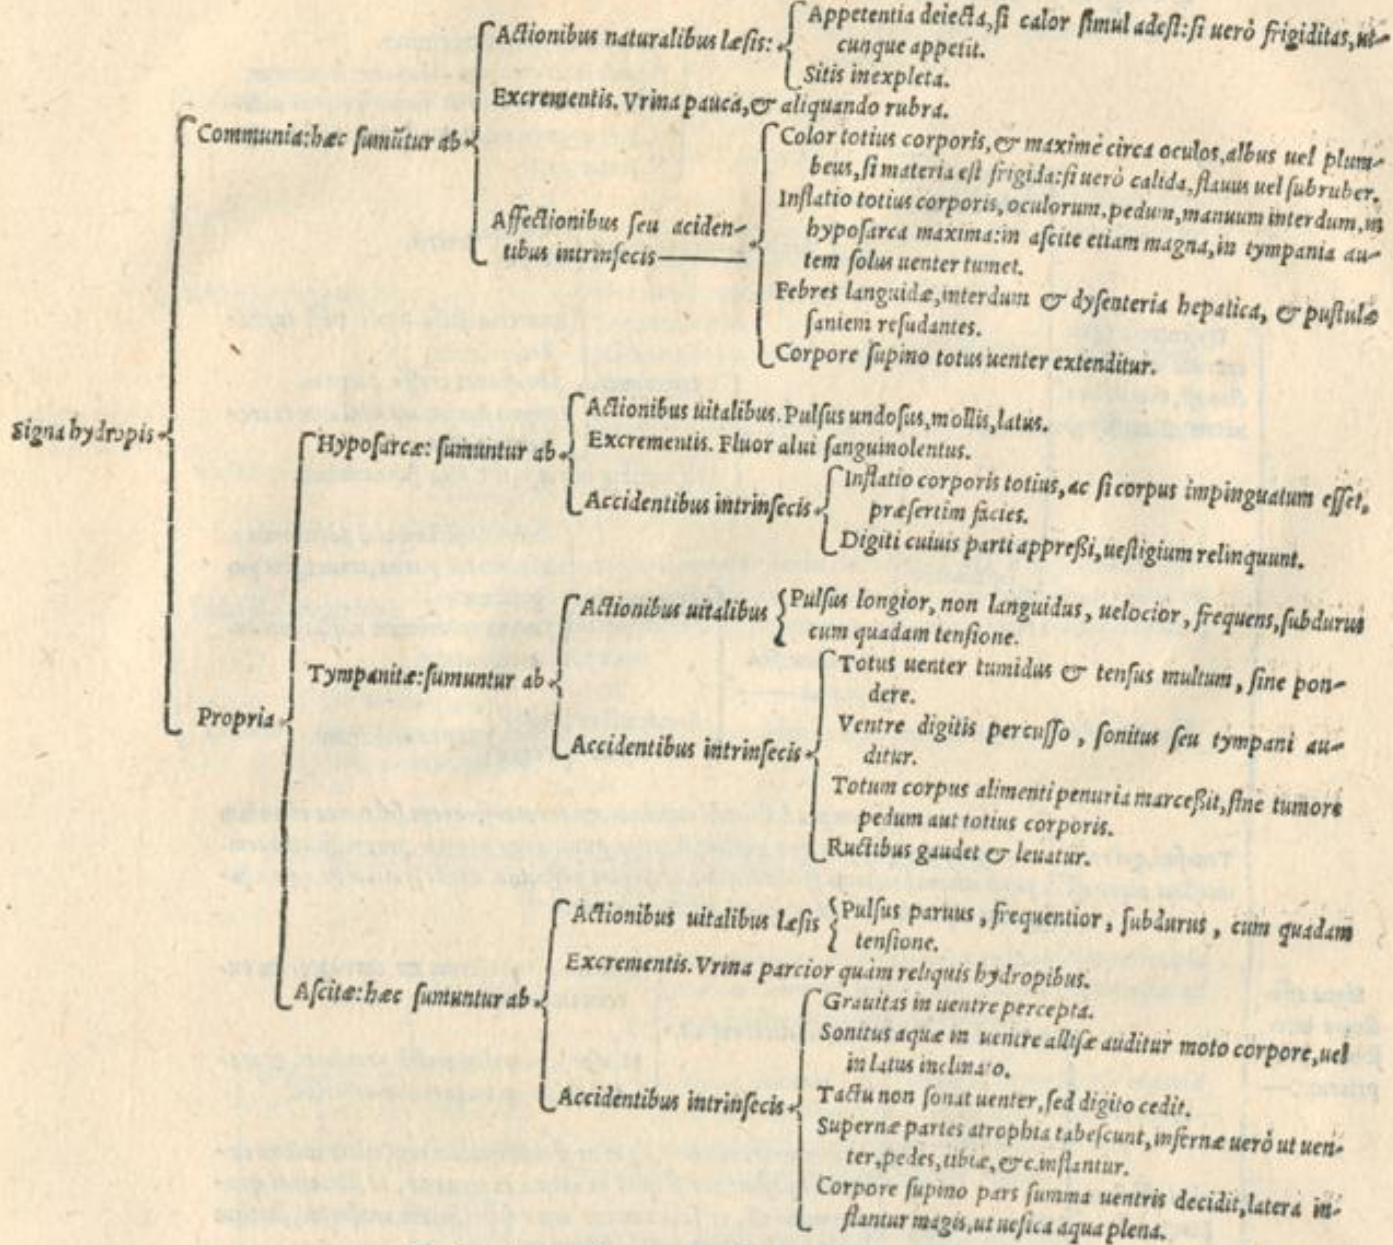 Appetentia deiecta, si calor simul adest: si uerò frigiditas, ut-
Actionibus naturalibus læsis:
cunque appetit.
Sitis inexpleta.
Excrementis. Vrina pauca, & aliquando rubra.
Communia: hæc sumũtur ab
Color totius corporis, & maximè circa oculos, albus uel plum-
beus, si materia est frigida: si uerò calida, flauus uel subruber.
Inflatio totius corporis, oculorum, pedum, manuum interdum, in
Affectionibus seu aciden-
hyposarca maxima: in ascite etiam magna, in tympania au-
tibus intrinsecis
tem solus uenter tumet.
Febres languidæ, interdum & dysenteria hepatica, & pustulæ
saniem resudantes.
Corpore supino totus uenter extenditur.
Signa hydropis
Actionibus uitalibus. Pulsus undosus, mollis, latus.
Hyposarcæ: sumuntur ab
Excrementis. Fluor alui sanguinolentus.
Inflatio corporis totius, ac si corpus impinguatum esset,
Accidentibus intrinsecis
præsertim facies.
Digiti cuiuis parti appreßi, uestigium relinquunt.
Actionibus uitalibus
Pulsus longior, non languidus, uelocior, frequens, subdurus
cum quadam tensione.
Tympanitæ: sumuntur ab
Totus uenter tumidus & tensus multum, sine pon-
dere.
Propria
Ventre digitis percusso, sonitus seu tympani au-
Accidentibus intrinsecis
ditur.
Totum corpus alimenti penuria marceßit, sine tumore
pedum aut totius corporis.
Ructibus gaudet & leuatur.
Actionibus uitalibus læsis
Pulsus paruus, frequentior, subdurus, cum quadam
tensione.
Excrementis. Vrina parcior quàm reliquis hydropibus.
Ascitæ: hæc sumuntur ab
Grauitas in uentre percepta.
Sonitus aquæ in uentre allisæ auditur moto corpore, uel
in latus inclinato.
Accidentibus intrinsecis
Tactu non sonat uenter, sed digito cedit.
Supernæ partes atrophia tabescunt, infernæ uerò ut uen-
ter, pedes, tibiæ, &c. inflantur.
Corpore supino pars summa uentris decidit, latera in-
flantur magis, ut uesica aqua plena.